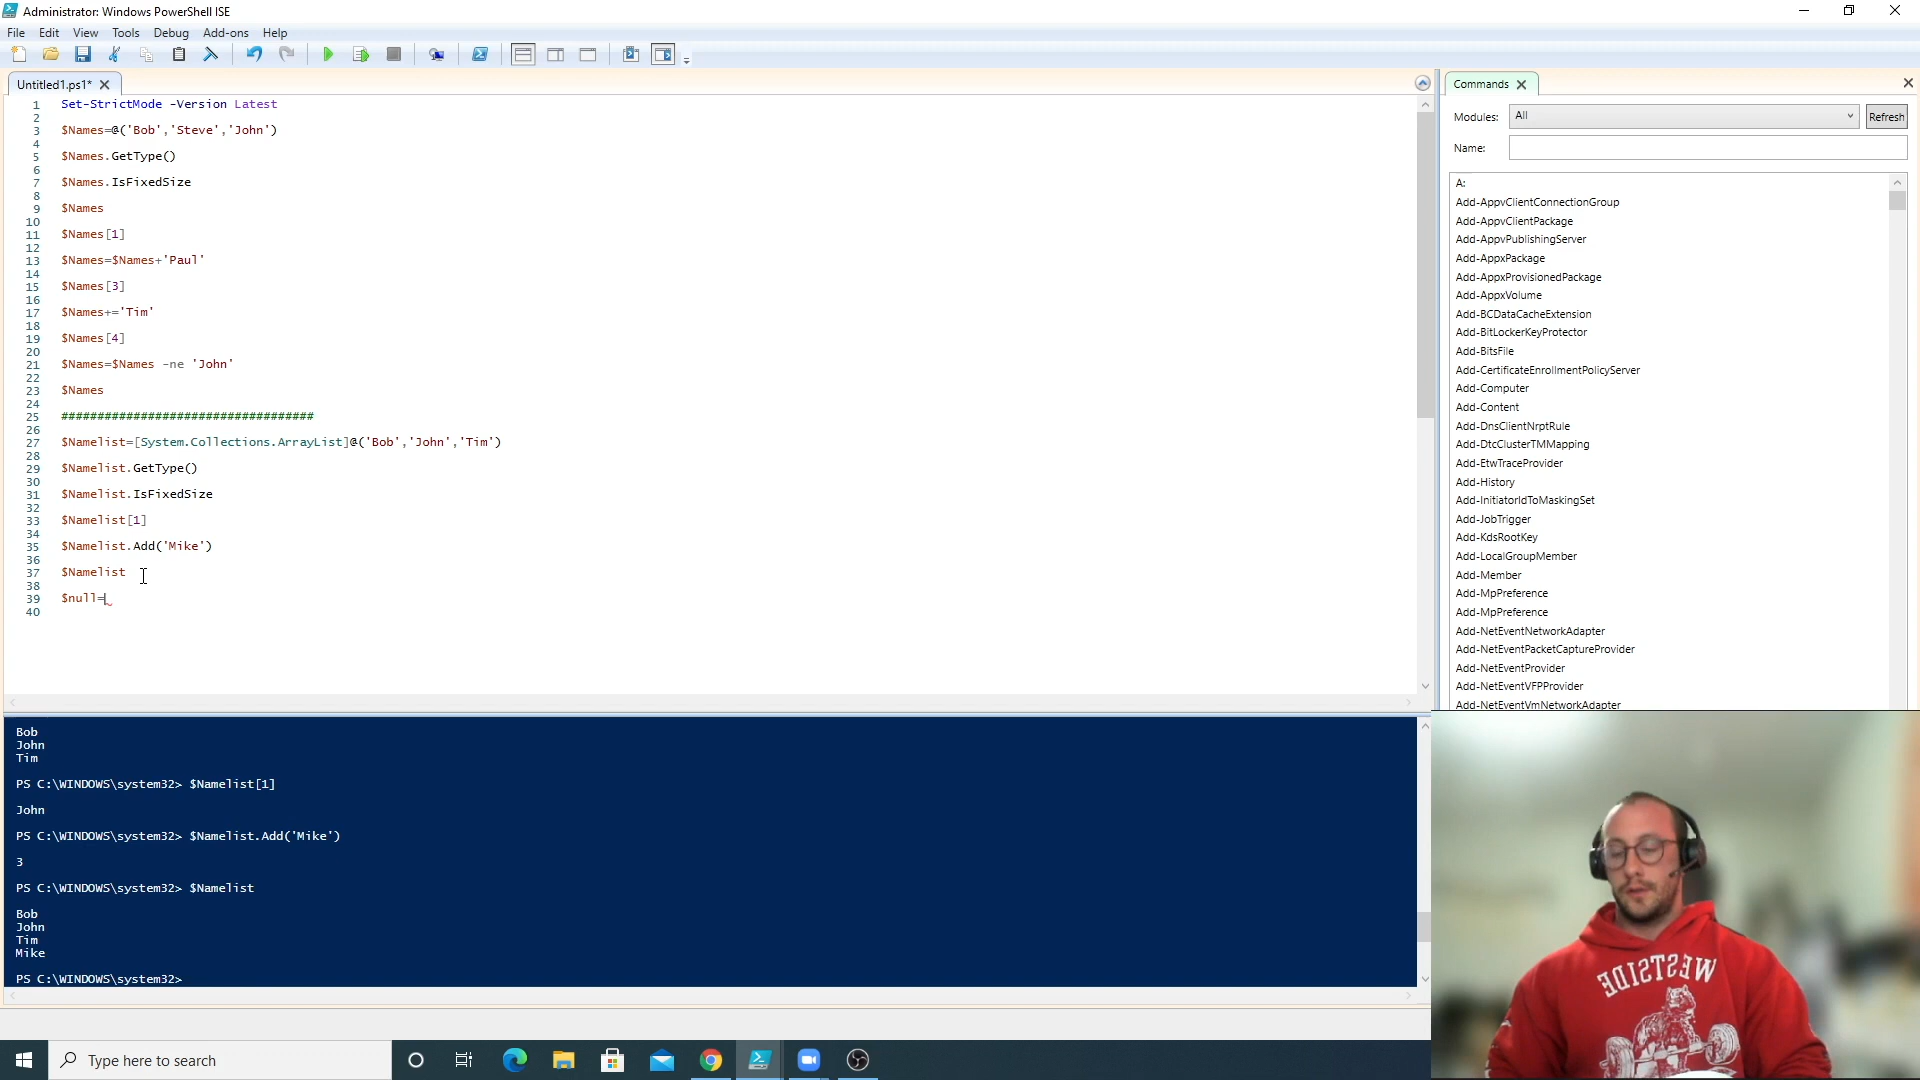 Administrator: Windows PowerShell ISE
File Edit View Tools Debug Add-ons Help
Untitled1.ps1*
1 Set-StrictMode -Version Latest
2
3 $Names=@('Bob','Steve','John')
4
5 $Names.GetType()
6
7 $Names.IsFixedSize
8
9 $Names
10
11 $Names[1]
12
13 $Names=$Names+'Paul'
14
15 $Names[3]
16
17 $Names+='Tim'
18
19 $Names[4]
20
21 $Names=$Names -ne 'John'
22
23 $Names
24
25 ###################################
26
27 $Namelist=[System.Collections.ArrayList]@('Bob','John','Tim')
28
29 $Namelist.GetType()
30
31 $Namelist.IsFixedSize
32
33 $Namelist[1]
34
35 $Namelist.Add('Mike')
36
37 $Namelist
38
39 $null=
40
Bob
John
Tim
PS C:\WINDOWS\system32> $Namelist[1]
John
PS C:\WINDOWS\system32> $Namelist.Add('Mike')
3
PS C:\WINDOWS\system32> $Namelist
Bob
John
Tim
Mike
PS C:\WINDOWS\system32>
Commands
Modules: All Refresh
Name:
A:
Add-AppvClientConnectionGroup
Add-AppvClientPackage
Add-AppvPublishingServer
Add-AppxPackage
Add-AppxProvisionedPackage
Add-AppxVolume
Add-BCDataCacheExtension
Add-BitLockerKeyProtector
Add-BitsFile
Add-CertificateEnrollmentPolicyServer
Add-Computer
Add-Content
Add-DnsClientNrptRule
Add-DtcClusterTMMapping
Add-EtwTraceProvider
Add-History
Add-InitiatorIdToMaskingSet
Add-JobTrigger
Add-KdsRootKey
Add-LocalGroupMember
Add-Member
Add-MpPreference
Add-MpPreference
Add-NetEventNetworkAdapter
Add-NetEventPacketCaptureProvider
Add-NetEventProvider
Add-NetEventVFPProvider
Add-NetEventVmNetworkAdapter
WESTSIDE
Type here to search